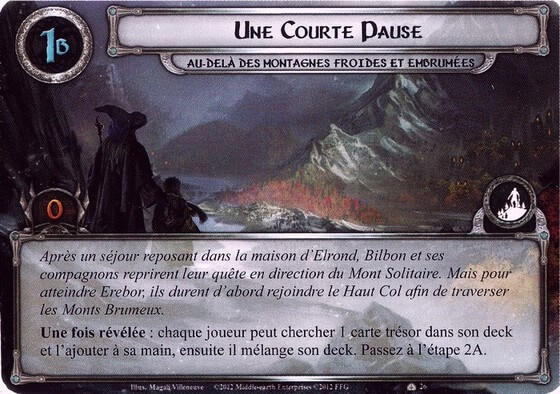 1B
Une Courte Pause
Au-delà des Montagnes Froides et Embrumées
0
Après un séjour reposant dans la maison d'Elrond, Bilbon et ses
compagnons reprirent leur quête en direction du Mont Solitaire. Mais pour
atteindre Erebor, ils durent d'abord rejoindre le Haut Col afin de traverser
les Monts Brumeux.
Une fois révélée : chaque joueur peut chercher 1 carte trésor dans son deck
et l'ajouter à sa main, ensuite il mélange son deck. Passez à l'étape 2A.
Illus. Magali Villeneuve ©2012 Middle-earth Enterprises ©2012 FFG 26